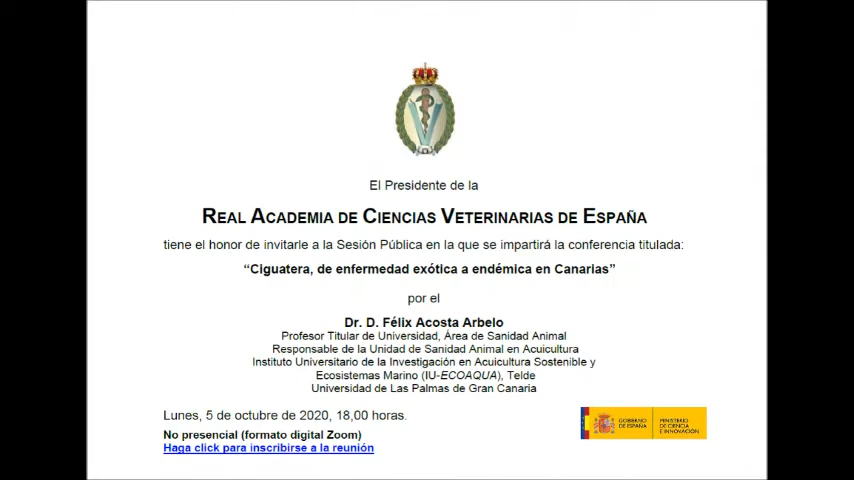 El Presidente de la
REAL ACADEMIA DE CIENCIAS VETERINARIAS DE ESPAÑA
tiene el honor de invitarle a la Sesión Pública en la que se impartirá la conferencia titulada:
“Ciguatera, de enfermedad exótica a endémica en Canarias”
por el
Dr. D. Félix Acosta Arbelo
Profesor Titular de Universidad, Área de Sanidad Animal
Responsable de la Unidad de Sanidad Animal en Acuicultura
Instituto Universitario de la Investigación en Acuicultura Sostenible y
Ecosistemas Marino (IU-ECOAQUA), Telde
Universidad de Las Palmas de Gran Canaria
Lunes, 5 de octubre de 2020, 18,00 horas.
No presencial (formato digital Zoom)
Haga click para inscribirse a la reunión
GOBIERNO
DE ESPAÑA
MINISTERIO
DE CIENCIA
E INNOVACIÓN